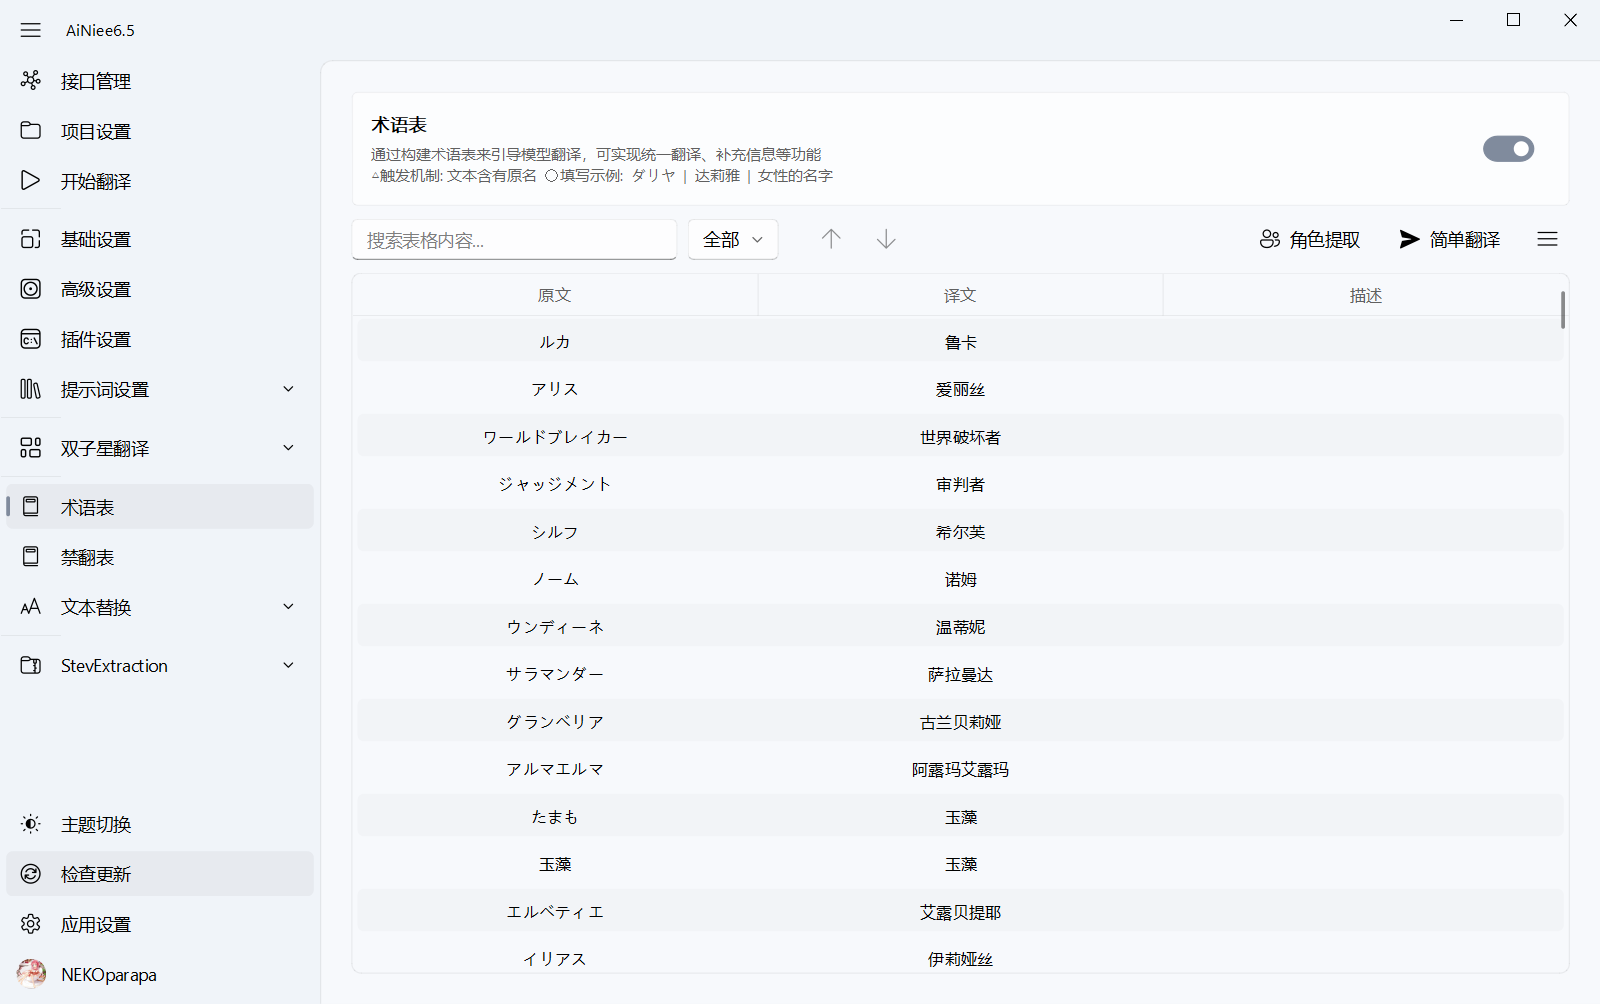 AiNiee6.5
接口管理
项目设置
开始翻译
基础设置
高级设置
插件设置
提示词设置
双子星翻译
术语表
禁翻表
文本替换
StevExtraction
主题切换
检查更新
应用设置
NEKOparapa
术语表
通过构建术语表来引导模型翻译，可实现统一翻译、补充信息等功能
△触发机制: 文本含有原名 〇填写示例: ダリヤ | 达莉雅 | 女性的名字
搜索表格内容... 全部 角色提取 简单翻译
原文 译文 描述
ルカ 鲁卡
アリス 爱丽丝
ワールドブレイカー 世界破坏者
ジャッジメント 审判者
シルフ 希尔芙
ノーム 诺姆
ウンディーネ 温蒂妮
サラマンダー 萨拉曼达
グランベリア 古兰贝莉娅
アルマエルマ 阿露玛艾露玛
たまも 玉藻
玉藻 玉藻
エルベティエ 艾露贝提耶
イリアス 伊莉娅丝